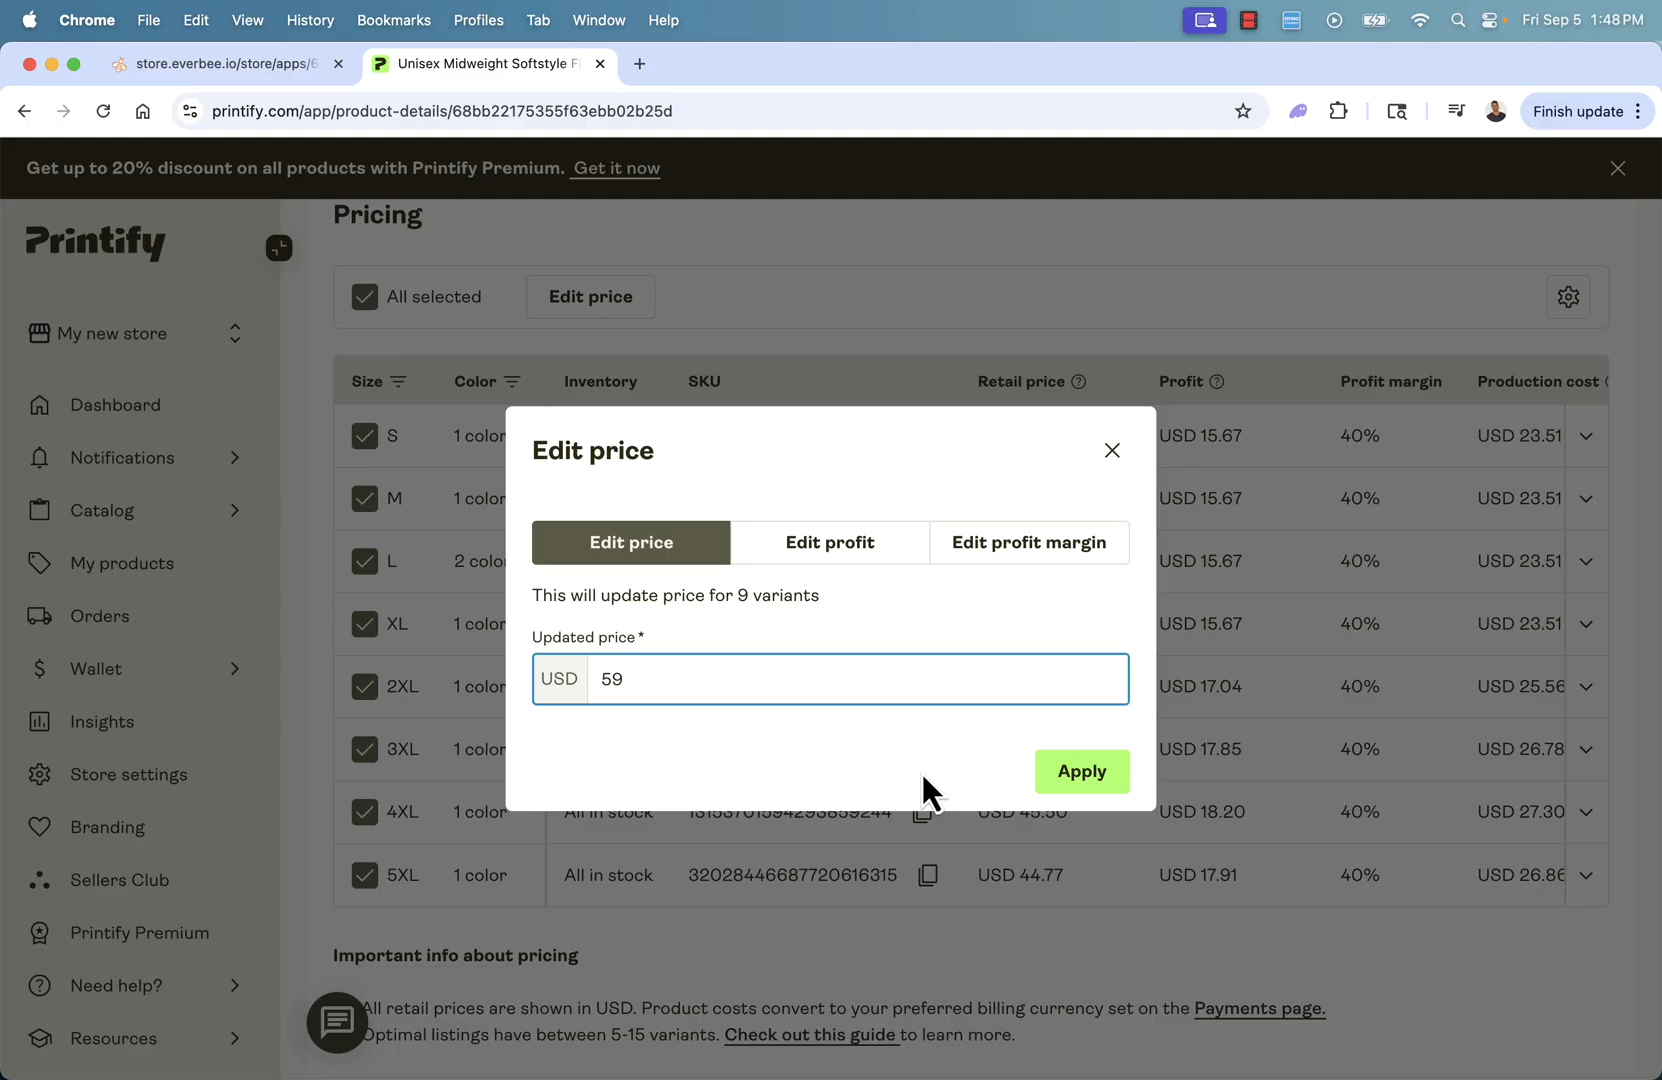 Chrome File Edit View History Bookmarks Profiles Tab Window Help Fri Sep 5 1:48 PM
store.everbee.io/store/apps/6 Unisex Midweight Softstyle Fl
printify.com/app/product-details/68bb22175355f63ebb02b25d Finish update
Get up to 20% discount on all products with Printify Premium. Get it now
Printify
My new store
Dashboard
Notifications
Catalog
My products
Orders
Wallet
Insights
Store settings
Branding
Sellers Club
Printify Premium
Need help?
Resources
Pricing
All selected Edit price
Size Color Inventory SKU Retail price Profit Profit margin Production cost
S 1 color USD 15.67 40% USD 23.51
M 1 color USD 15.67 40% USD 23.51
L 2 colo USD 15.67 40% USD 23.51
XL 1 color USD 15.67 40% USD 23.51
2XL 1 color USD 17.04 40% USD 25.56
3XL 1 color USD 17.85 40% USD 26.78
4XL 1 color All in stock 13153701594293859244 USD 45.50 USD 18.20 40% USD 27.30
5XL 1 color All in stock 32028446687720616315 USD 44.77 USD 17.91 40% USD 26.86
Edit price
Edit price Edit profit Edit profit margin
This will update price for 9 variants
Updated price *
USD 59
Apply
Important info about pricing
All retail prices are shown in USD. Product costs convert to your preferred billing currency set on the Payments page.
Optimal listings have between 5-15 variants. Check out this guide to learn more.